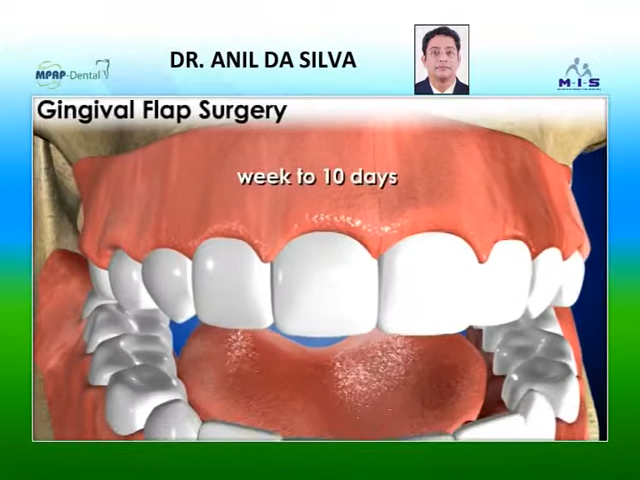 DR. ANIL DA SILVA
MPAP-Dental
M-I-S
Gingival Flap Surgery
week to 10 days